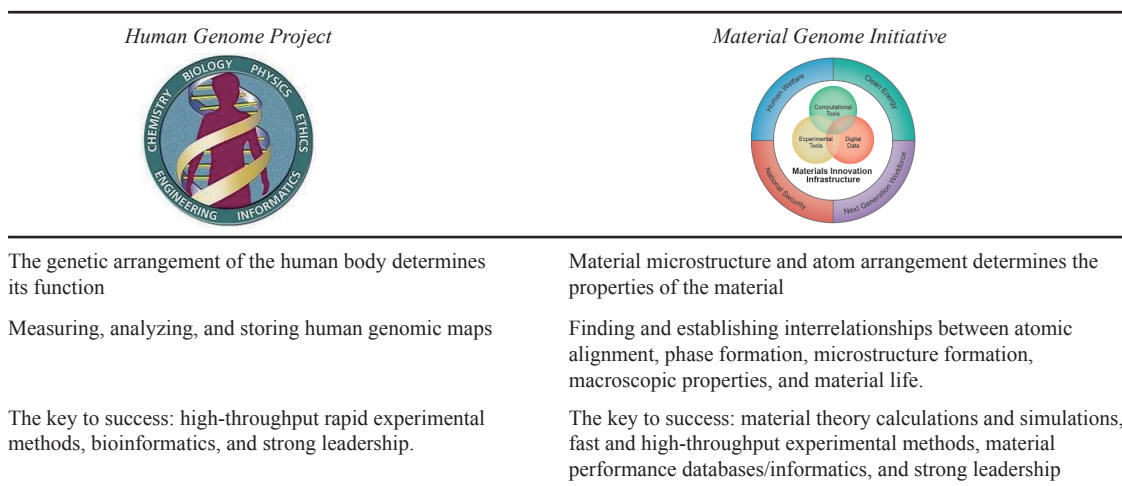 Human Genome Project
Material Genome Initiative
CHEMISTRY BIOLOGY PHYSICS ETHICS
ENGINEERING INFORMATICS
Human Welfare
Clean Energy
Computational
Tools
Experimental
Tools
Digital
Data
Materials Innovation
Infrastructure
National Security
Next Generation Workforce
The genetic arrangement of the human body determines
its function
Material microstructure and atom arrangement determines the
properties of the material
Measuring, analyzing, and storing human genomic maps
Finding and establishing interrelationships between atomic
alignment, phase formation, microstructure formation,
macroscopic properties, and material life.
The key to success: high-throughput rapid experimental
methods, bioinformatics, and strong leadership.
The key to success: material theory calculations and simulations,
fast and high-throughput experimental methods, material
performance databases/informatics, and strong leadership